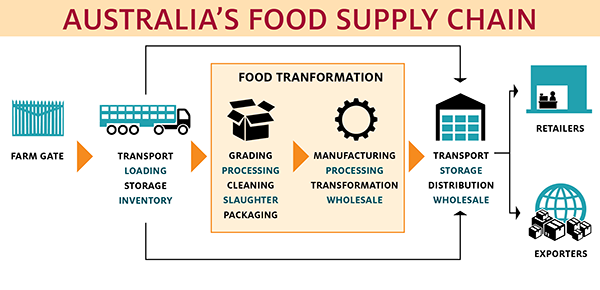 AUSTRALIA'S FOOD SUPPLY CHAIN
FOOD TRANFORMATION
FARM GATE
TRANSPORT
LOADING
STORAGE
INVENTORY
GRADING
PROCESSING
CLEANING
SLAUGHTER
PACKAGING
MANUFACTURING
PROCESSING
TRANSFORMATION
WHOLESALE
TRANSPORT
STORAGE
DISTRIBUTION
WHOLESALE
RETAILERS
EXPORTERS